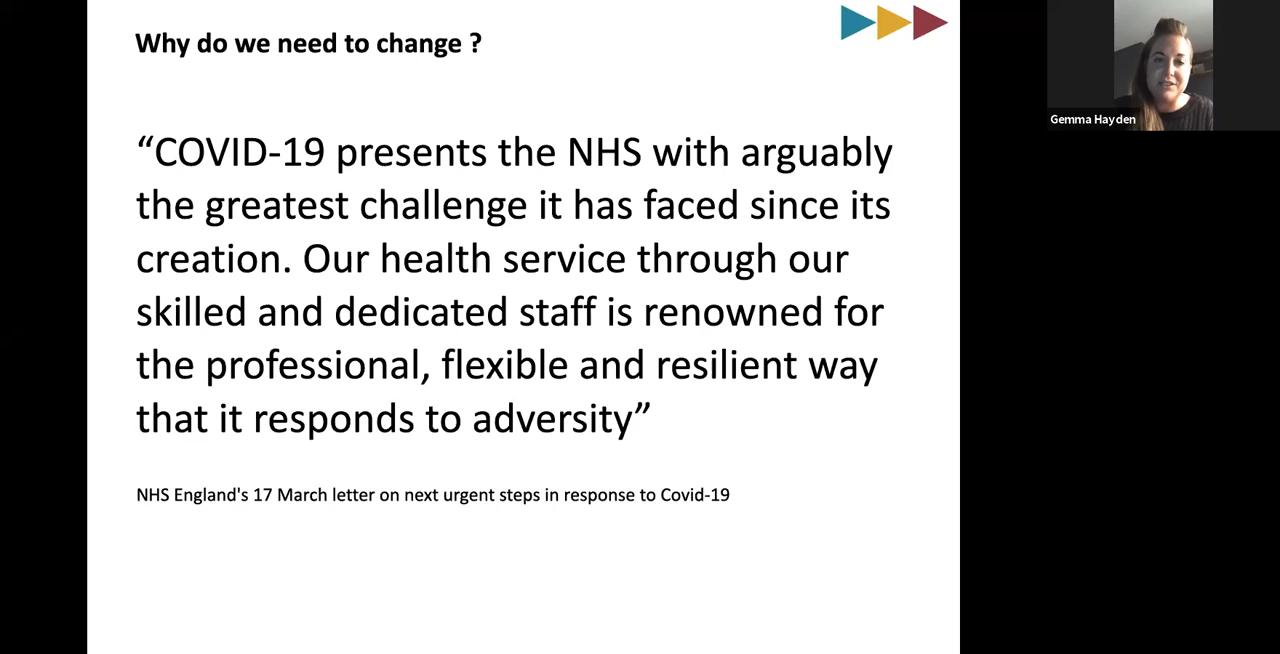 Why do we need to change ?
“COVID-19 presents the NHS with arguably
the greatest challenge it has faced since its
creation. Our health service through our
skilled and dedicated staff is renowned for
the professional, flexible and resilient way
that it responds to adversity”
NHS England's 17 March letter on next urgent steps in response to Covid-19
Gemma Hayden